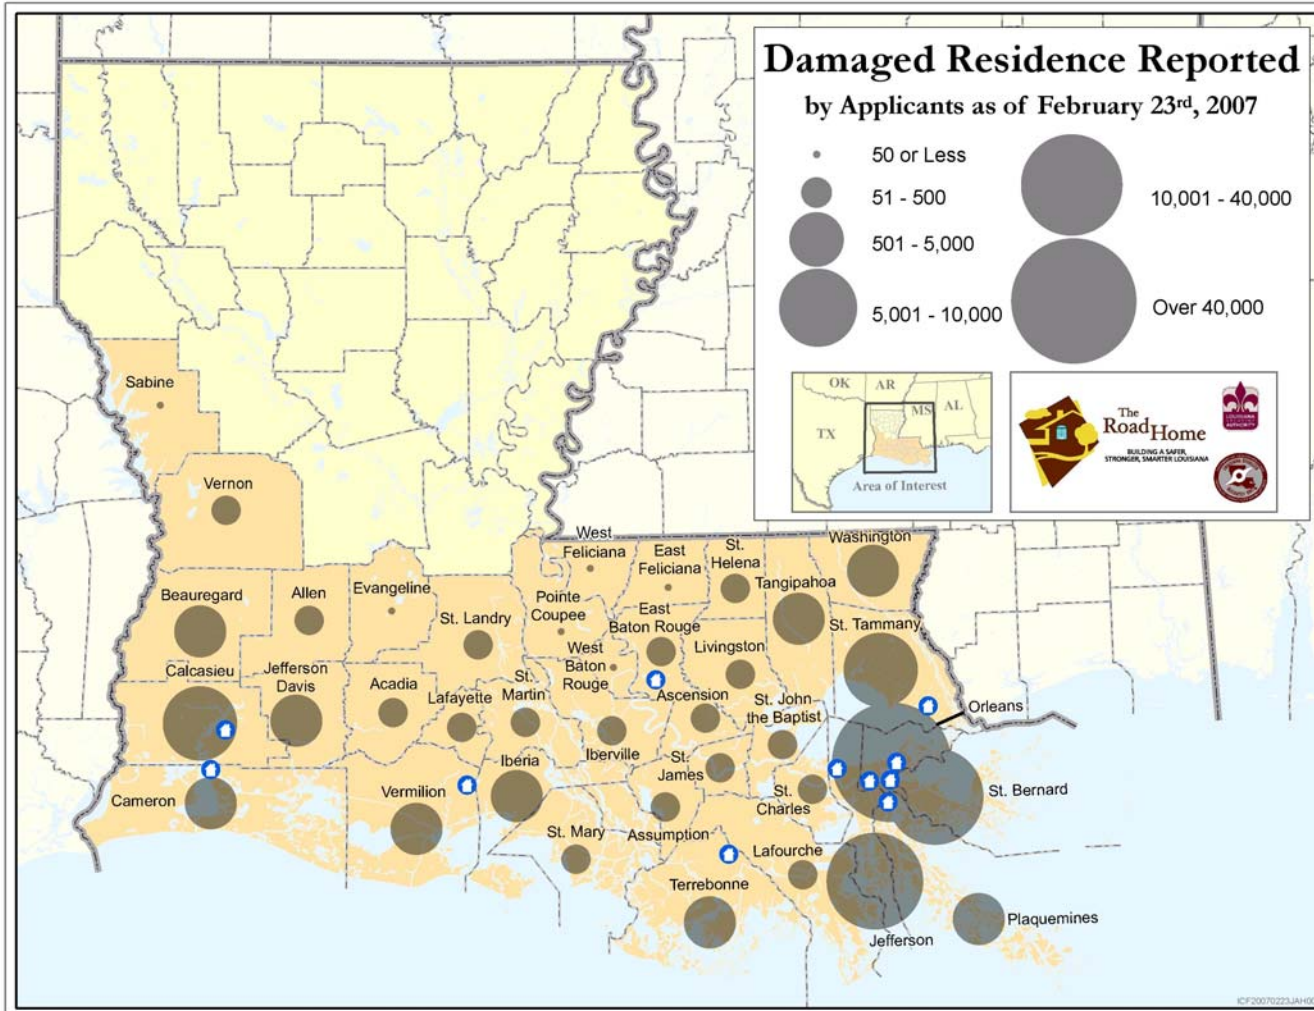 Damaged Residence Reported
by Applicants as of February 23rd, 2007
50 or Less
51 - 500
501 - 5,000
5,001 - 10,000
10,001 - 40,000
Over 40,000
OK
AR
TX
MS
AL
Area of Interest
The
Road Home
BUILDING A SAFER,
STRONGER, SMARTER LOUISIANA
LOUISIANA
AUTHORITY
Sabine
Vernon
West
Feliciana
East
Feliciana
St.
Helena
Washington
Beauregard
Allen
Evangeline
St. Landry
Pointe
Coupee
East
Baton Rouge
Tangipahoa
St. Tammany
Calcasieu
Jefferson
Davis
Acadia
Lafayette
St.
Martin
West
Baton
Rouge
Livingston
Ascension
St. John
the Baptist
Orleans
Cameron
Vermilion
Iberia
Iberville
St.
James
St.
Charles
St. Bernard
St. Mary
Assumption
Lafourche
Terrebonne
Jefferson
Plaquemines